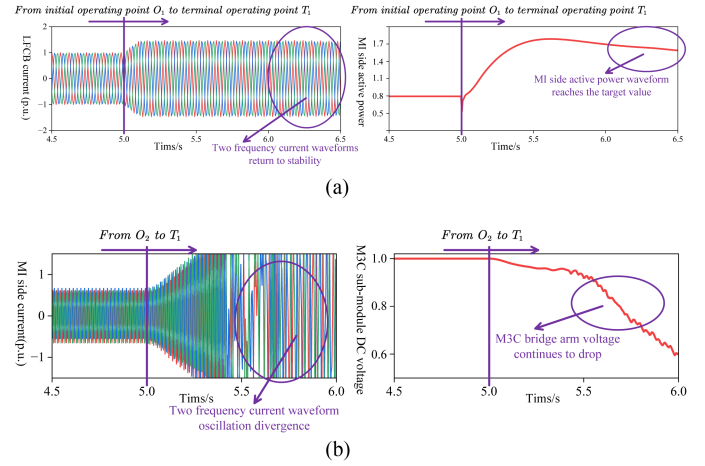 From initial operating point O1 to terminal operating point T1
From initial operating point O1 to terminal operating point T1
LFCB current (p.u.)
2
1
0
−1
−2
4.5
5.0
5.5
6.0
6.5
Tims/s
Two frequency current waveforms
return to stability
MI side active power
1.7
1.4
1.1
0.8
0.5
4.5
5.0
5.5
6.0
6.5
Time/s
MI side active power waveform
reaches the target value
(a)
From O2 to T1
From O2 to T1
MI side current(p.u.)
1
0
−1
4.5
5.0
5.5
6.0
Tims/s
Two frequency current waveform
oscillation divergence
M3C sub-module DC voltage
1.0
0.8
0.6
4.5
5.0
5.5
6.0
Tims/s
M3C bridge arm voltage
continues to drop
(b)